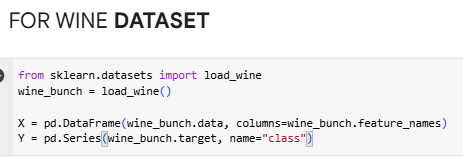 FOR WINE DATASET
from sklearn.datasets import load_wine
wine_bunch = load_wine()
X = pd.DataFrame(wine_bunch.data, columns=wine_bunch.feature_names)
Y = pd.Series(wine_bunch.target, name="class")